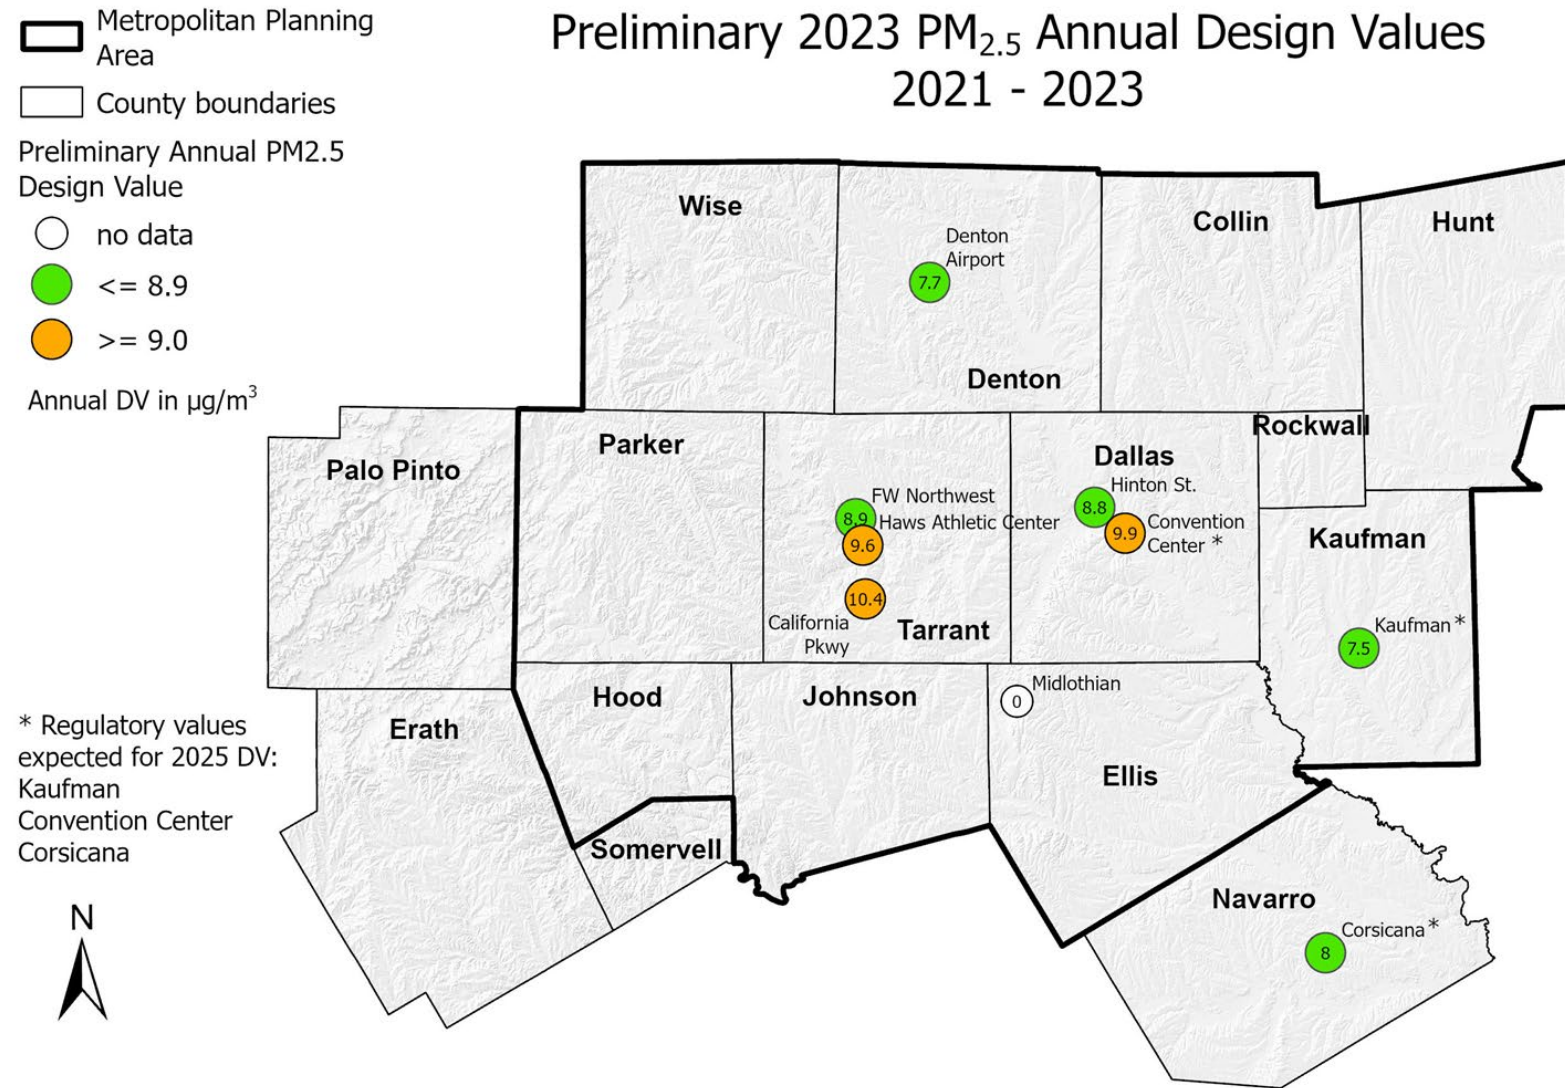 Metropolitan Planning
Area
County boundaries
Preliminary Annual PM2.5
Design Value
no data
<= 8.9
>= 9.0
Annual DV in µg/m³
Preliminary 2023 PM₂.₅ Annual Design Values
2021 - 2023
Wise
Denton
Airport
7.7
Denton
Collin
Hunt
Palo Pinto
Parker
FW Northwest
8.9
Haws Athletic Center
9.6
10.4
California
Pkwy
Tarrant
Dallas
Hinton St.
8.8
9.9
Convention
Center *
Rockwall
Kaufman
Kaufman *
7.5
Erath
Hood
Johnson
Midlothian
0
Ellis
Somervell
Navarro
Corsicana *
8
* Regulatory values
expected for 2025 DV:
Kaufman
Convention Center
Corsicana
N